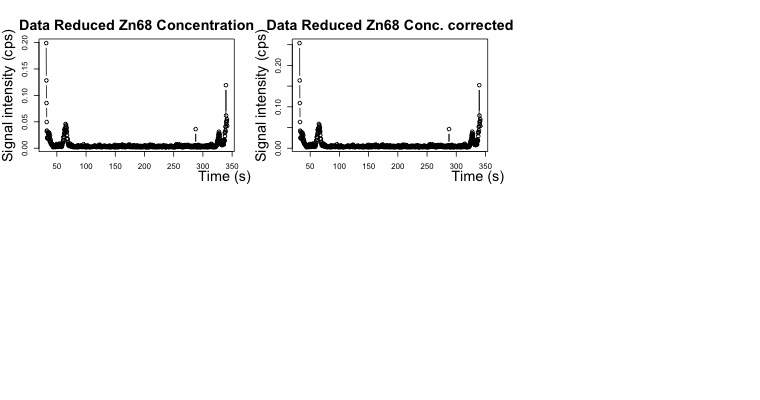 Data Reduced Zn68 Concentration
Signal intensity (cps)
0.00
0.05
0.10
0.15
0.20
50 100 150 200 250 300 350
Time (s)
Data Reduced Zn68 Conc. corrected
Signal intensity (cps)
0.00
0.10
0.20
50 100 150 200 250 300 350
Time (s)